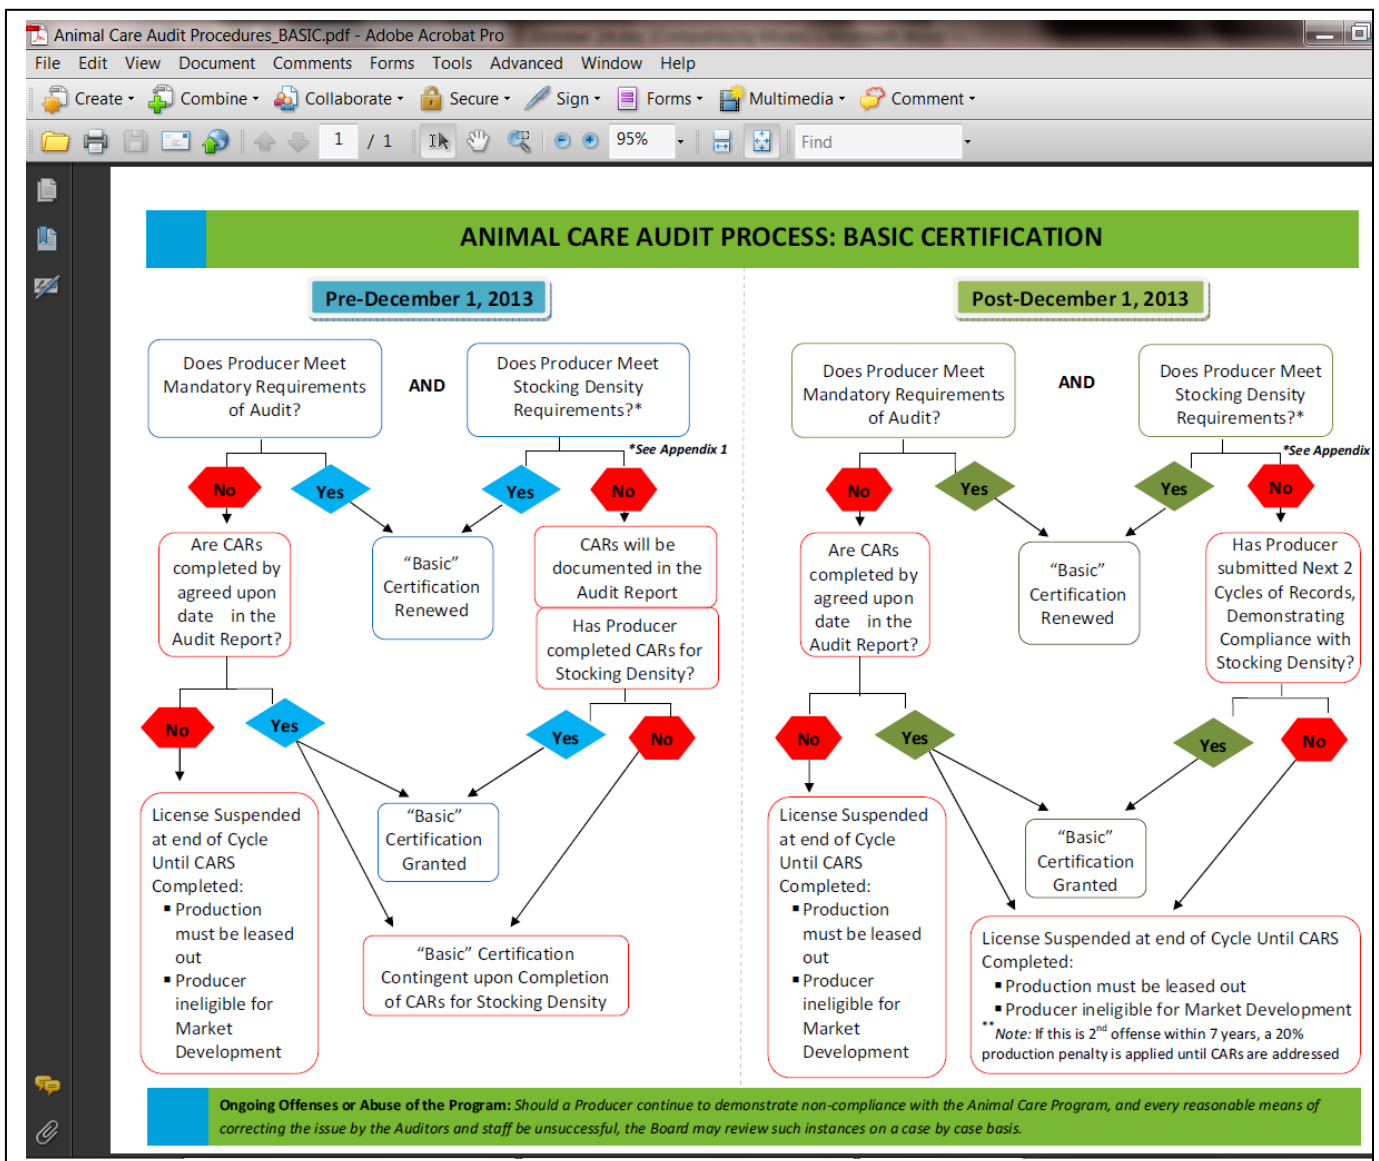 Animal Care Audit Procedures_BASIC.pdf - Adobe Acrobat Pro
File Edit View Document Comments Forms Tools Advanced Window Help
Create Combine Collaborate Secure Sign Forms Multimedia Comment
1 / 1 95% Find
ANIMAL CARE AUDIT PROCESS: BASIC CERTIFICATION
Pre-December 1, 2013
Does Producer Meet
Mandatory Requirements
of Audit?
AND
Does Producer Meet
Stocking Density
Requirements?*
*See Appendix 1
No
Yes
Yes
No
Are CARs
completed by
agreed upon
date in the
Audit Report?
"Basic"
Certification
Renewed
CARs will be
documented in the
Audit Report
Has Producer
completed CARs for
Stocking Density?
No
Yes
Yes
No
License Suspended
at end of Cycle
Until CARS
Completed:
▪ Production
must be leased
out
▪ Producer
ineligible for
Market
Development
"Basic"
Certification
Granted
"Basic" Certification
Contingent upon Completion
of CARs for Stocking Density
Post-December 1, 2013
Does Producer Meet
Mandatory Requirements
of Audit?
AND
Does Producer Meet
Stocking Density
Requirements?*
*See Appendix
No
Yes
Yes
No
Are CARs
completed by
agreed upon
date in the
Audit Report?
"Basic"
Certification
Renewed
Has Producer
submitted Next 2
Cycles of Records,
Demonstrating
Compliance with
Stocking Density?
No
Yes
Yes
No
License Suspended
at end of Cycle
Until CARS
Completed:
▪ Production
must be leased
out
▪ Producer
ineligible for
Market
Development
"Basic"
Certification
Granted
License Suspended at end of Cycle Until CARS
Completed:
▪ Production must be leased out
▪ Producer ineligible for Market Development
**Note: If this is 2nd offense within 7 years, a 20%
production penalty is applied until CARs are addressed
Ongoing Offenses or Abuse of the Program: Should a Producer continue to demonstrate non-compliance with the Animal Care Program, and every reasonable means of
correcting the issue by the Auditors and staff be unsuccessful, the Board may review such instances on a case by case basis.